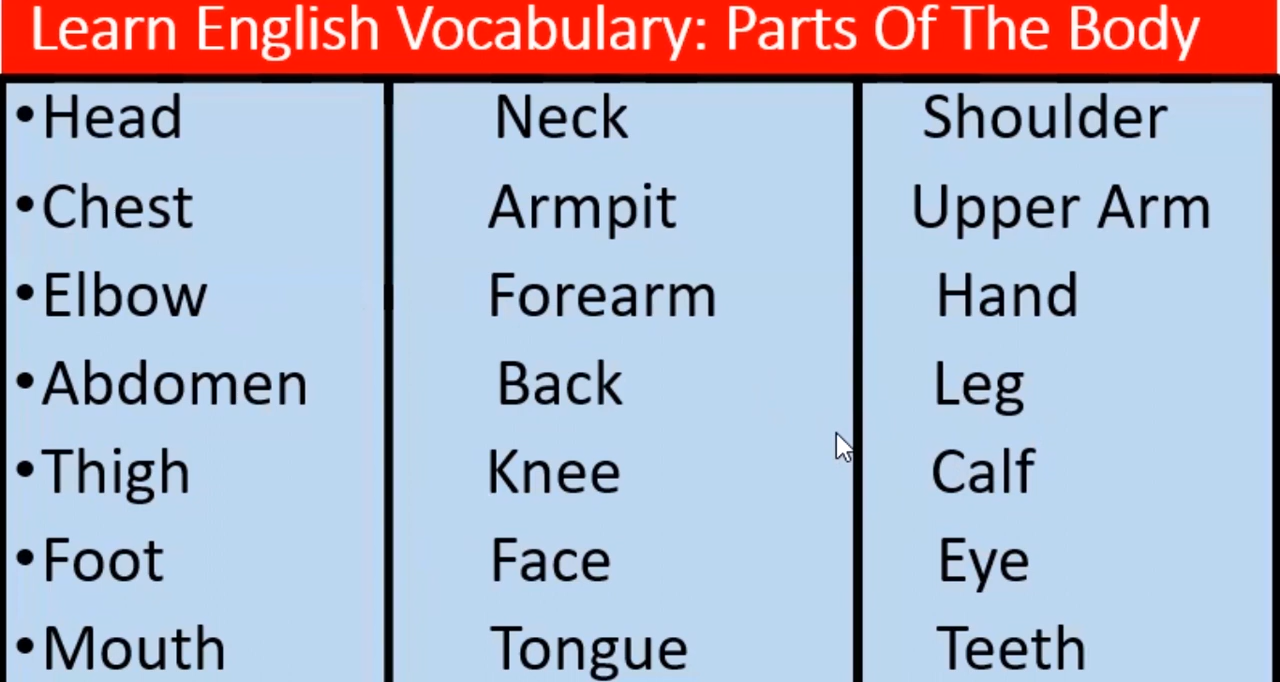 Learn English Vocabulary: Parts Of The Body
•Head Neck Shoulder
•Chest Armpit Upper Arm
•Elbow Forearm Hand
•Abdomen Back Leg
•Thigh Knee Calf
•Foot Face Eye
•Mouth Tongue Teeth